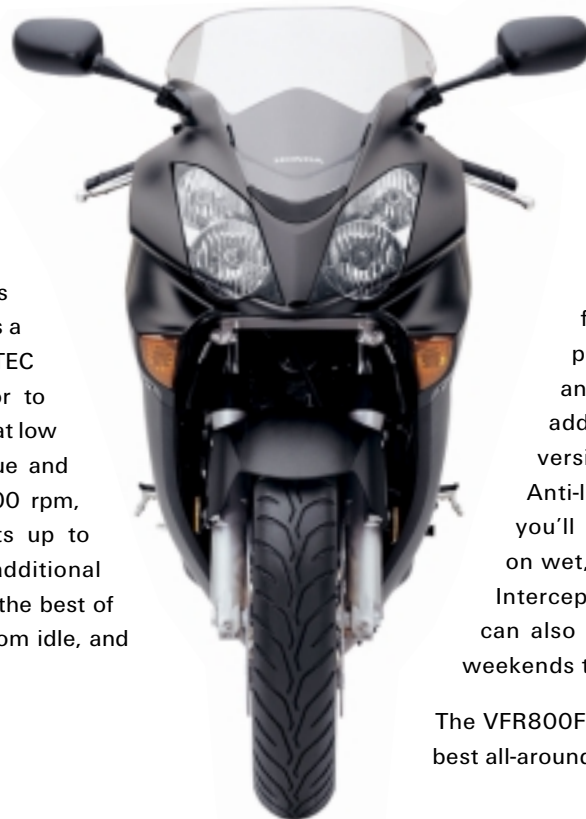 HONDA
s
s a
TEC
or to
at low
ue and
00 rpm,
ts up to
additional
the best of
om idle, and
f
p
an
add
versi
Anti-l
you'll
on wet,
Intercep
can also
weekends t
The VFR800F
best all-around